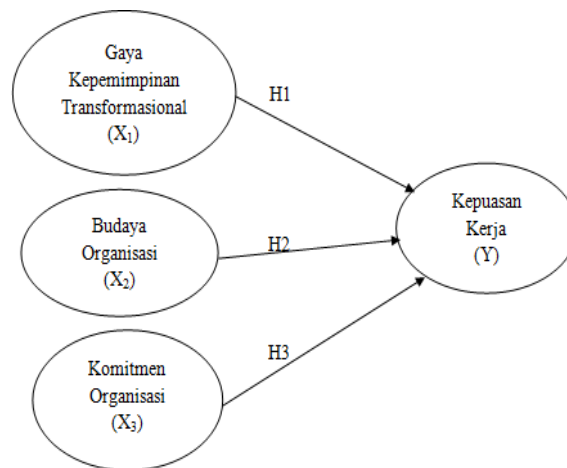 Gaya
Kepemimpinan
Transformasional
(X₁)
H1
Budaya
Organisasi
(X₂)
H2
Kepuasan
Kerja
(Y)
Komitmen
Organisasi
(X₃)
H3